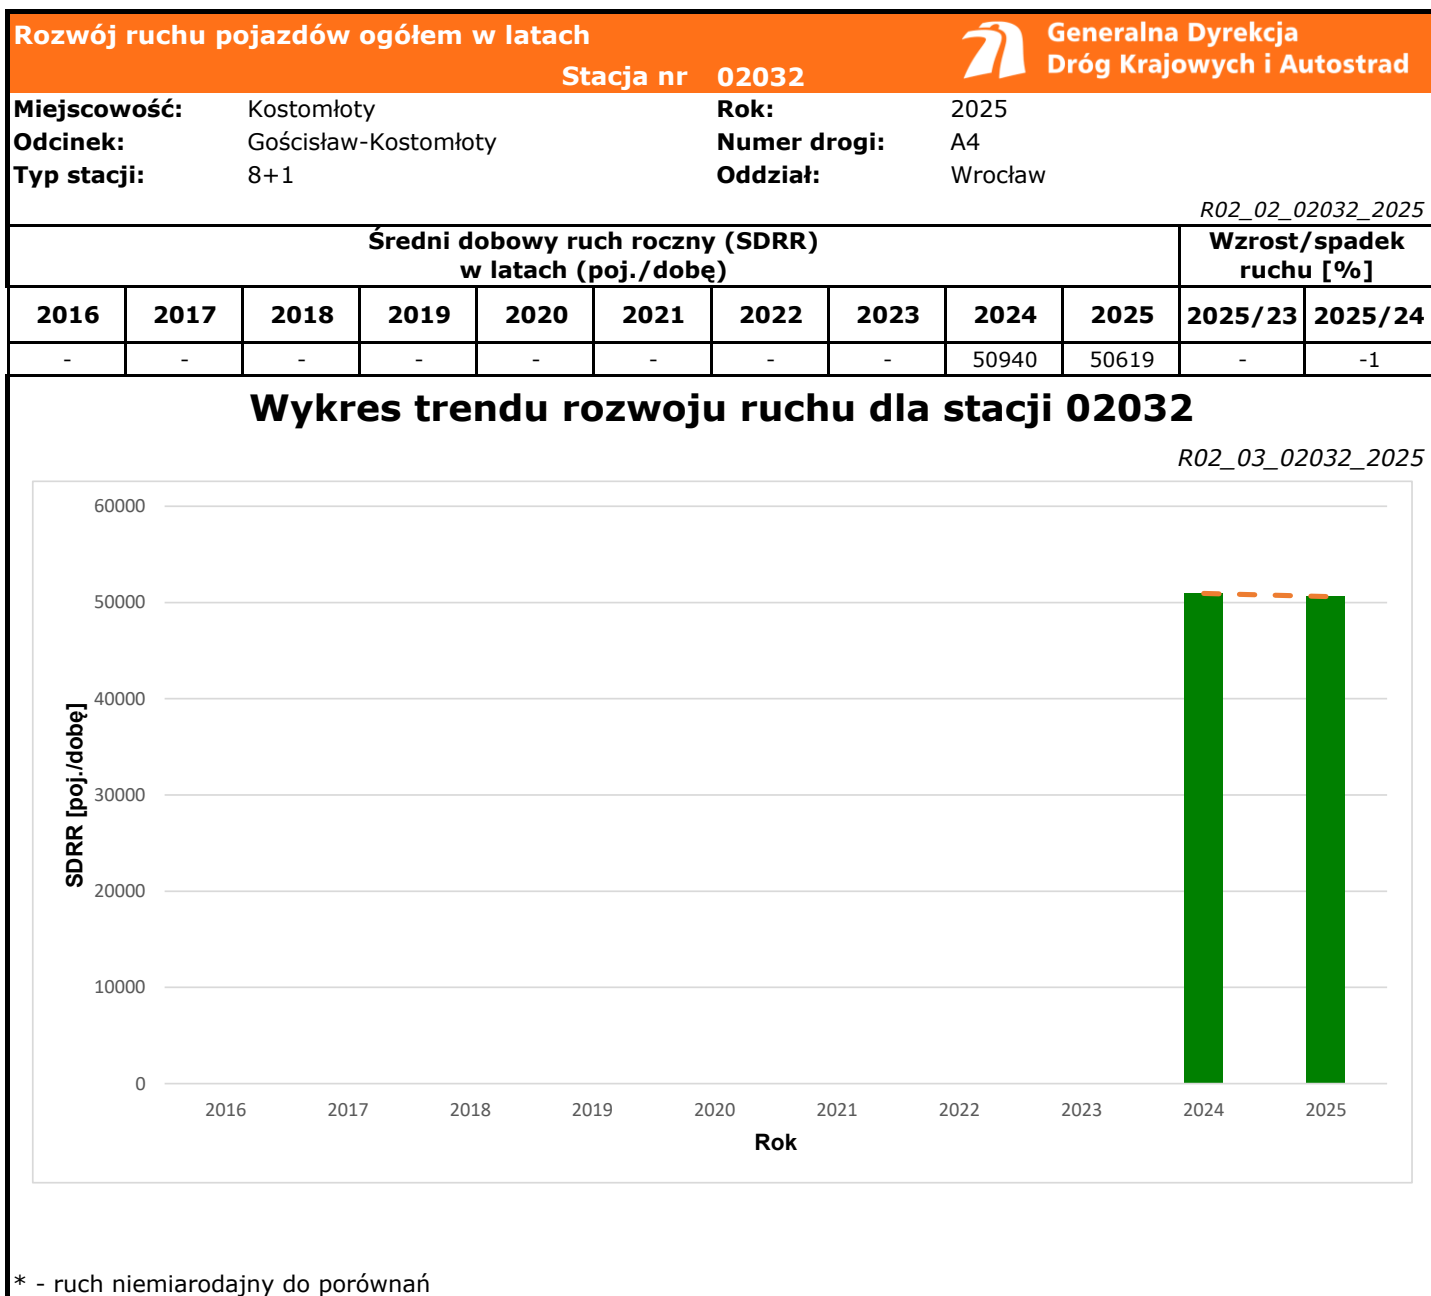 Rozwój ruchu pojazdów ogółem w latach
Generalna Dyrekcja
Dróg Krajowych i Autostrad
Stacja nr 02032
Miejscowość: Kostomłoty Rok: 2025
Odcinek: Gościsław-Kostomłoty Numer drogi: A4
Typ stacji: 8+1 Oddział: Wrocław
R02_02_02032_2025
Średni dobowy ruch roczny (SDRR)
w latach (poj./dobę)
Wzrost/spadek
ruchu [%]
2016 2017 2018 2019 2020 2021 2022 2023 2024 2025 2025/23 2025/24
- - - - - - - - 50940 50619 - -1
Wykres trendu rozwoju ruchu dla stacji 02032
R02_03_02032_2025
SDRR [poj./dobę]
60000
50000
40000
30000
20000
10000
0
2016 2017 2018 2019 2020 2021 2022 2023 2024 2025
Rok
* - ruch niemiarodajny do porównań